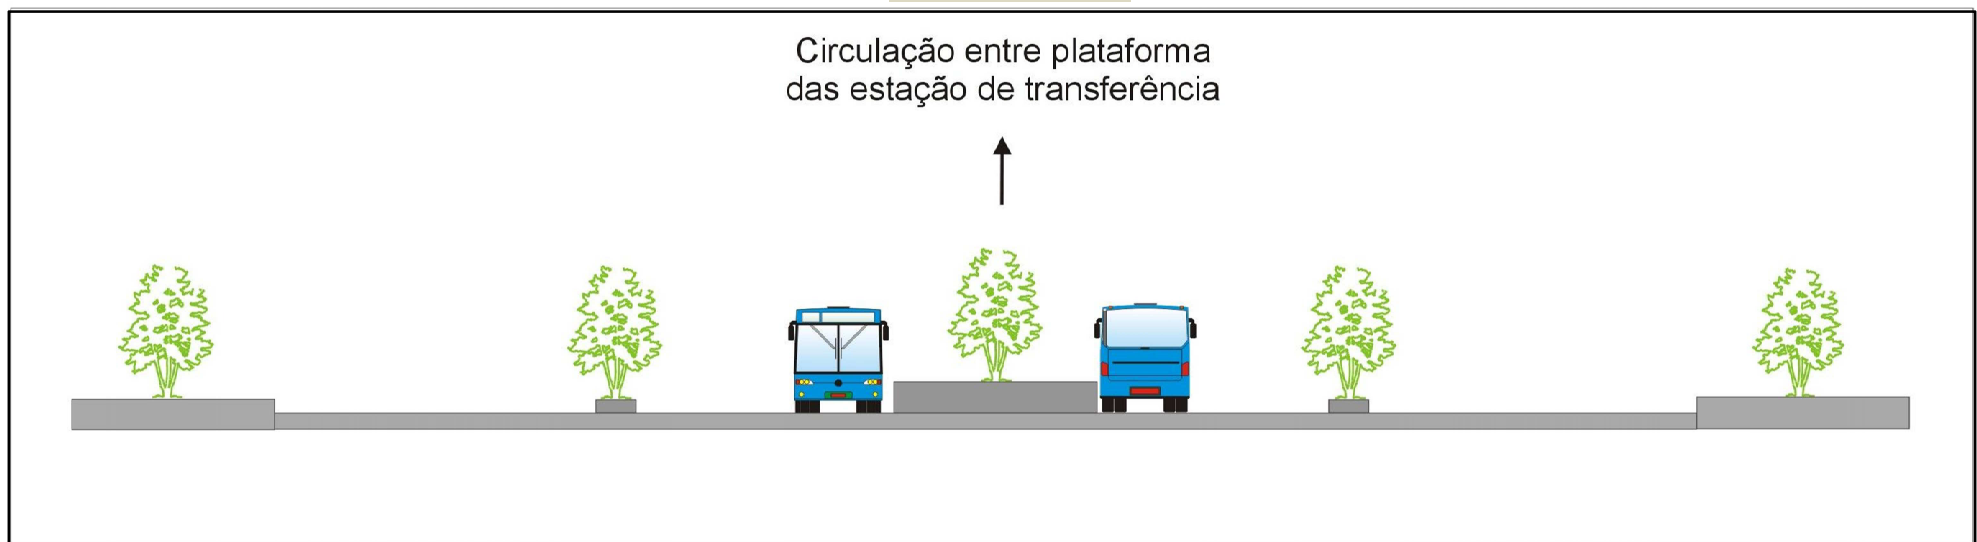 Circulação entre plataforma
das estação de transferência